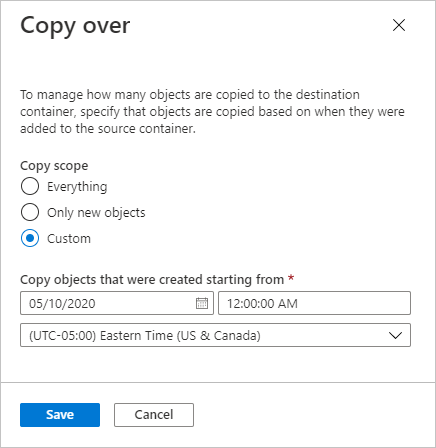 Copy over
To manage how many objects are copied to the destination
container, specify that objects are copied based on when they were
added to the source container.
Copy scope
Everything
Only new objects
Custom
Copy objects that were created starting from *
05/10/2020 12:00:00 AM
(UTC-05:00) Eastern Time (US & Canada)
Save Cancel